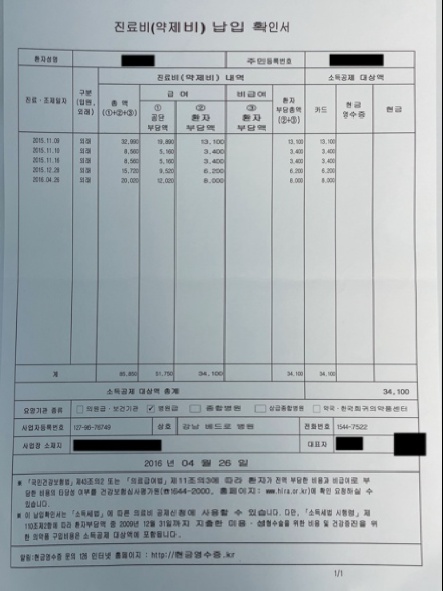 진료비(약제비) 납입 확인서
환자성명 주민등록번호
진료비(약제비) 내역 소득공제 대상액
진료·조제일자 구분(입원,외래) 총 액 (①+②+③) 급 여 ① 공단부담액 ② 환자부담액 비급여 ③ 환자부담액 환자부담총액 (②+③) 카드 현금영수증 현금
2015.11.09 외래 32,990 19,890 13,100 13,100 13,100
2015.11.10 외래 8,560 5,160 3,400 3,400 3,400
2015.11.16 외래 8,560 5,160 3,400 3,400 3,400
2015.12.28 외래 15,720 9,520 6,200 6,200 6,200
2016.04.26 외래 20,020 12,020 8,000 8,000 8,000
계 85,850 51,750 34,100 34,100 34,100
소득공제 대상액 총계 34,100
요양기관 종류 의원급·보건기관 병원급 종합병원 상급종합병원 약국·한국희귀의약품센터
사업자등록번호 127-96-76749 상호 강남 베드로 병원 전화번호 1544-7522
사업장 소재지 대표자
2016 년 04 월 26 일
※ 「국민건강보험법」 제43조의2 또는 「의료급여법」 제11조의3에 따라 환자가 전액 부담한 비용과 비급여로 부
담한 비용의 타당성 여부를 건강보험심사평가원(☎1644-2000, 홈페이지: www.hira.or.kr)에 확인 요청하실 수
있습니다.
※ 이 납입확인서는 「소득세법」에 따른 의료비 공제신청에 사용할 수 있습니다. 다만, 「소득세법 시행령」 제
110조2항에 따라 환자부담액 중 2009년 12월 31일까지 지출한 미용·성형수술을 위한 비용 및 건강증진을 위
한 의약품 구입비용은 소득공제 대상액에 포함됩니다.
알림:현금영수증 문의 126 인터넷 홈페이지 : http://현금영수증.kr
1/1